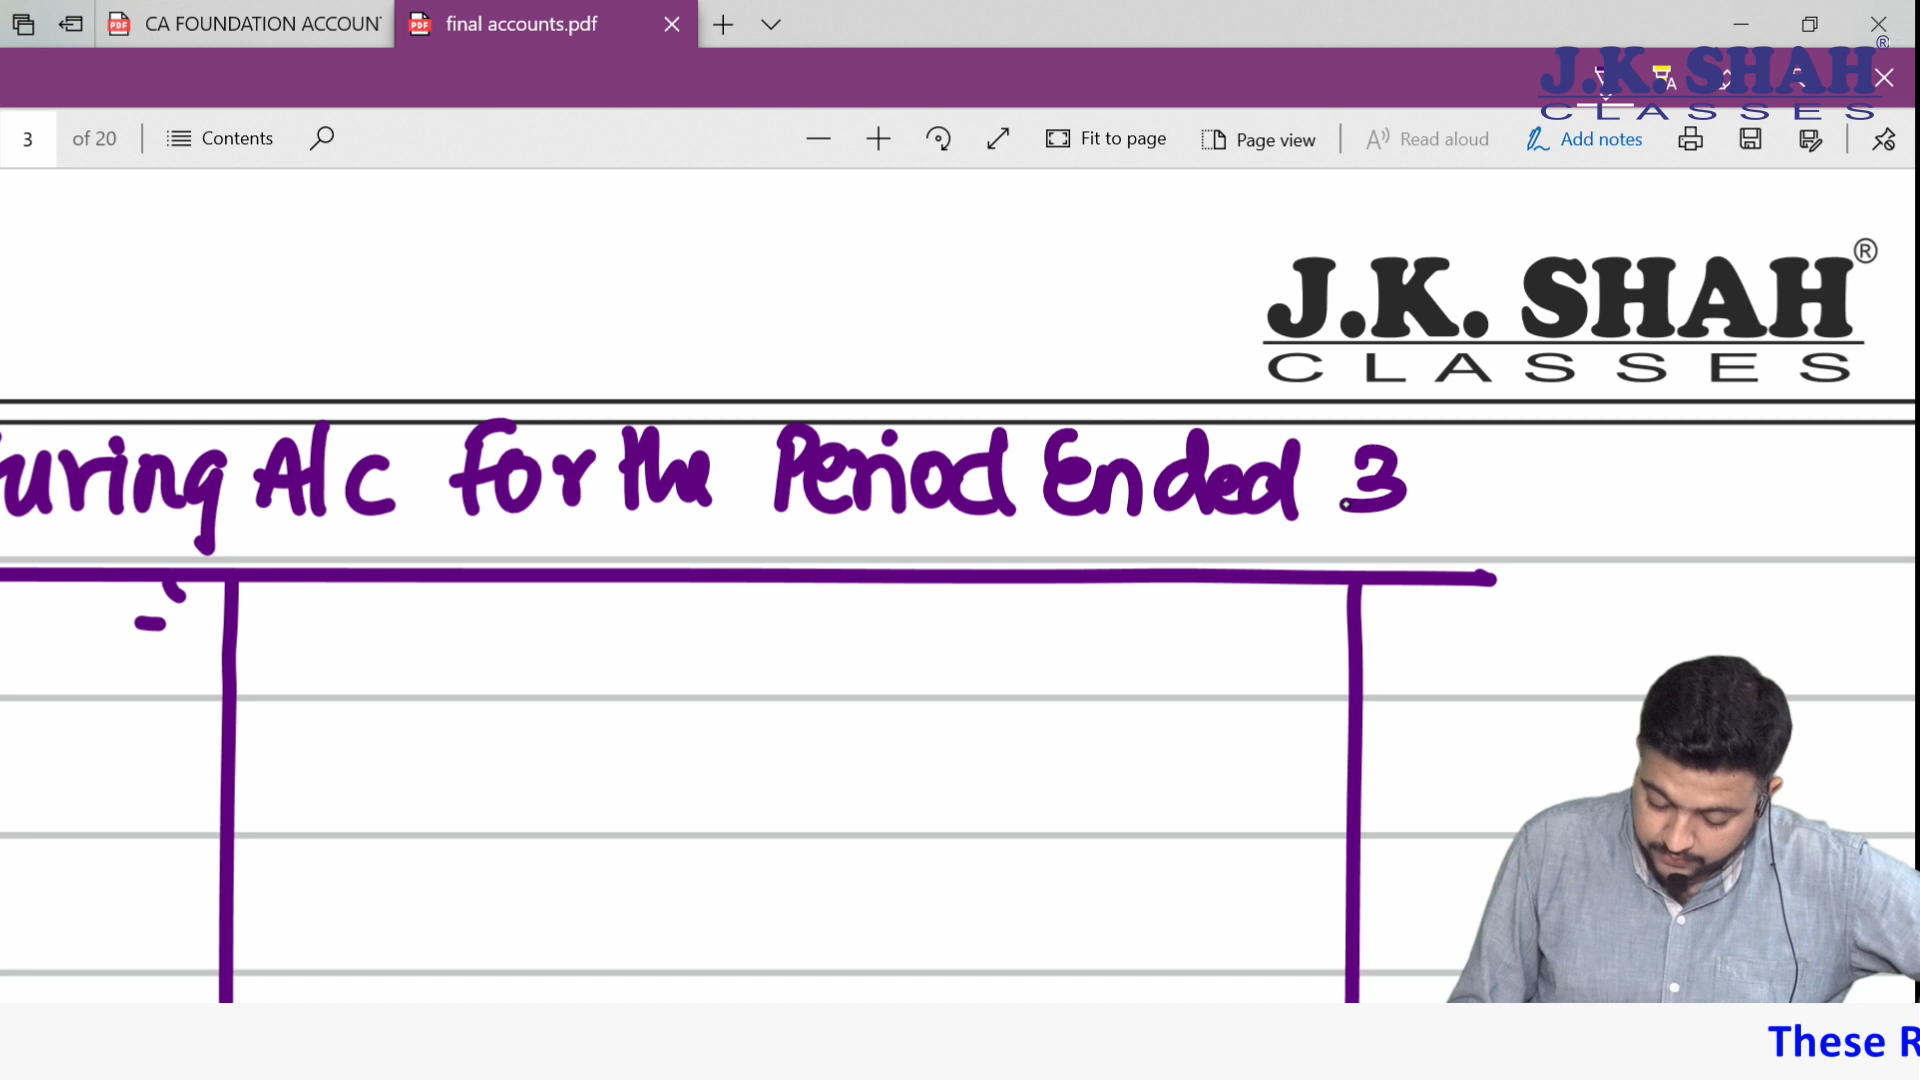 CA FOUNDATION ACCOUN
final accounts.pdf
J.K. SHAH®
CLASSES
3 of 20
Contents
Fit to page
Page view
Read aloud
Add notes
J.K. SHAH®
CLASSES
uring A/c for the Period Ended 3
These R